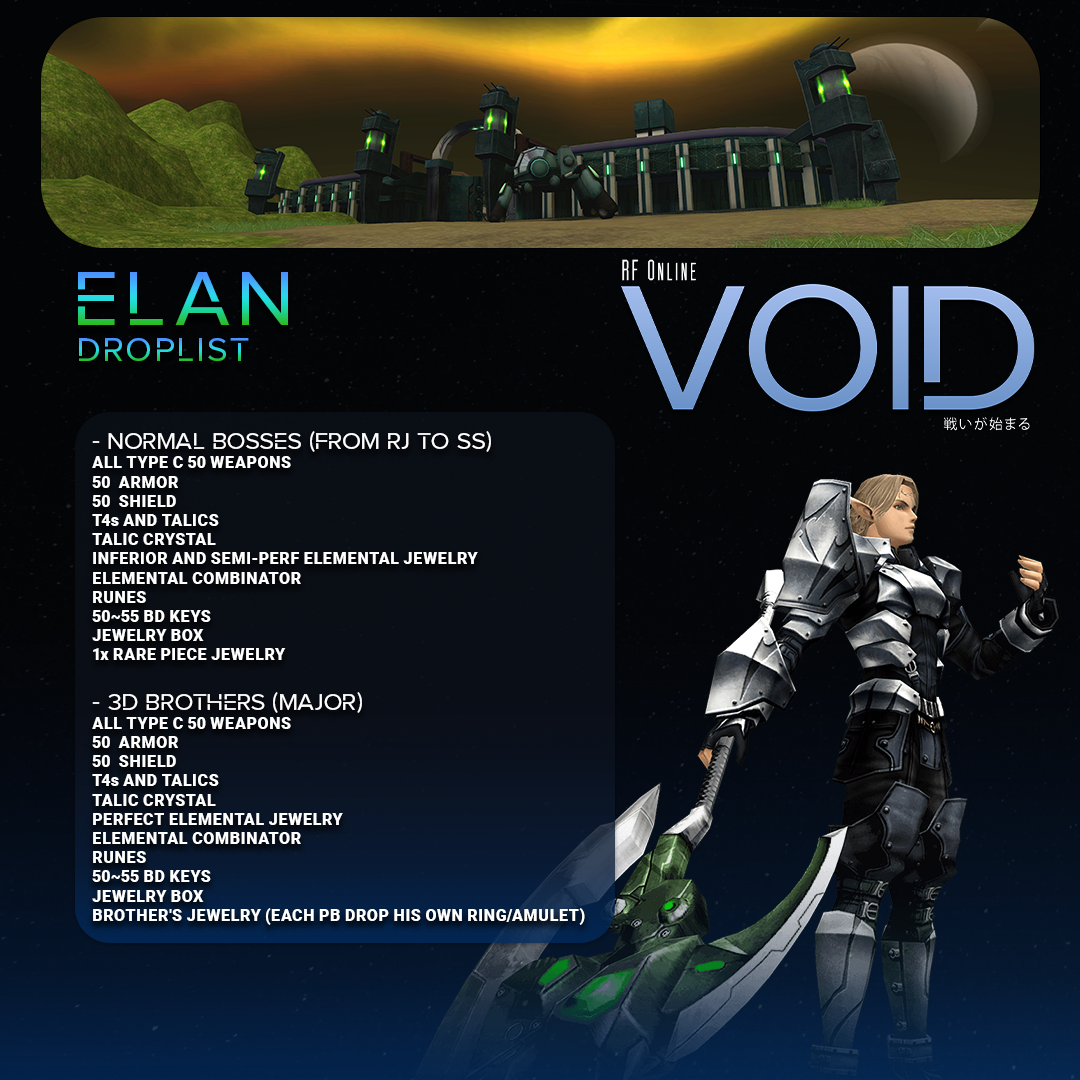 ELAN
DROPLIST
RF ONLINE
VOID
戦いが始まる
- NORMAL BOSSES (FROM RJ TO SS)
ALL TYPE C 50 WEAPONS
50 ARMOR
50 SHIELD
T4s AND TALICS
TALIC CRYSTAL
INFERIOR AND SEMI-PERF ELEMENTAL JEWELRY
ELEMENTAL COMBINATOR
RUNES
50~55 BD KEYS
JEWELRY BOX
1x RARE PIECE JEWELRY
- 3D BROTHERS (MAJOR)
ALL TYPE C 50 WEAPONS
50 ARMOR
50 SHIELD
T4s AND TALICS
TALIC CRYSTAL
PERFECT ELEMENTAL JEWELRY
ELEMENTAL COMBINATOR
RUNES
50~55 BD KEYS
JEWELRY BOX
BROTHER'S JEWELRY (EACH PB DROP HIS OWN RING/AMULET)